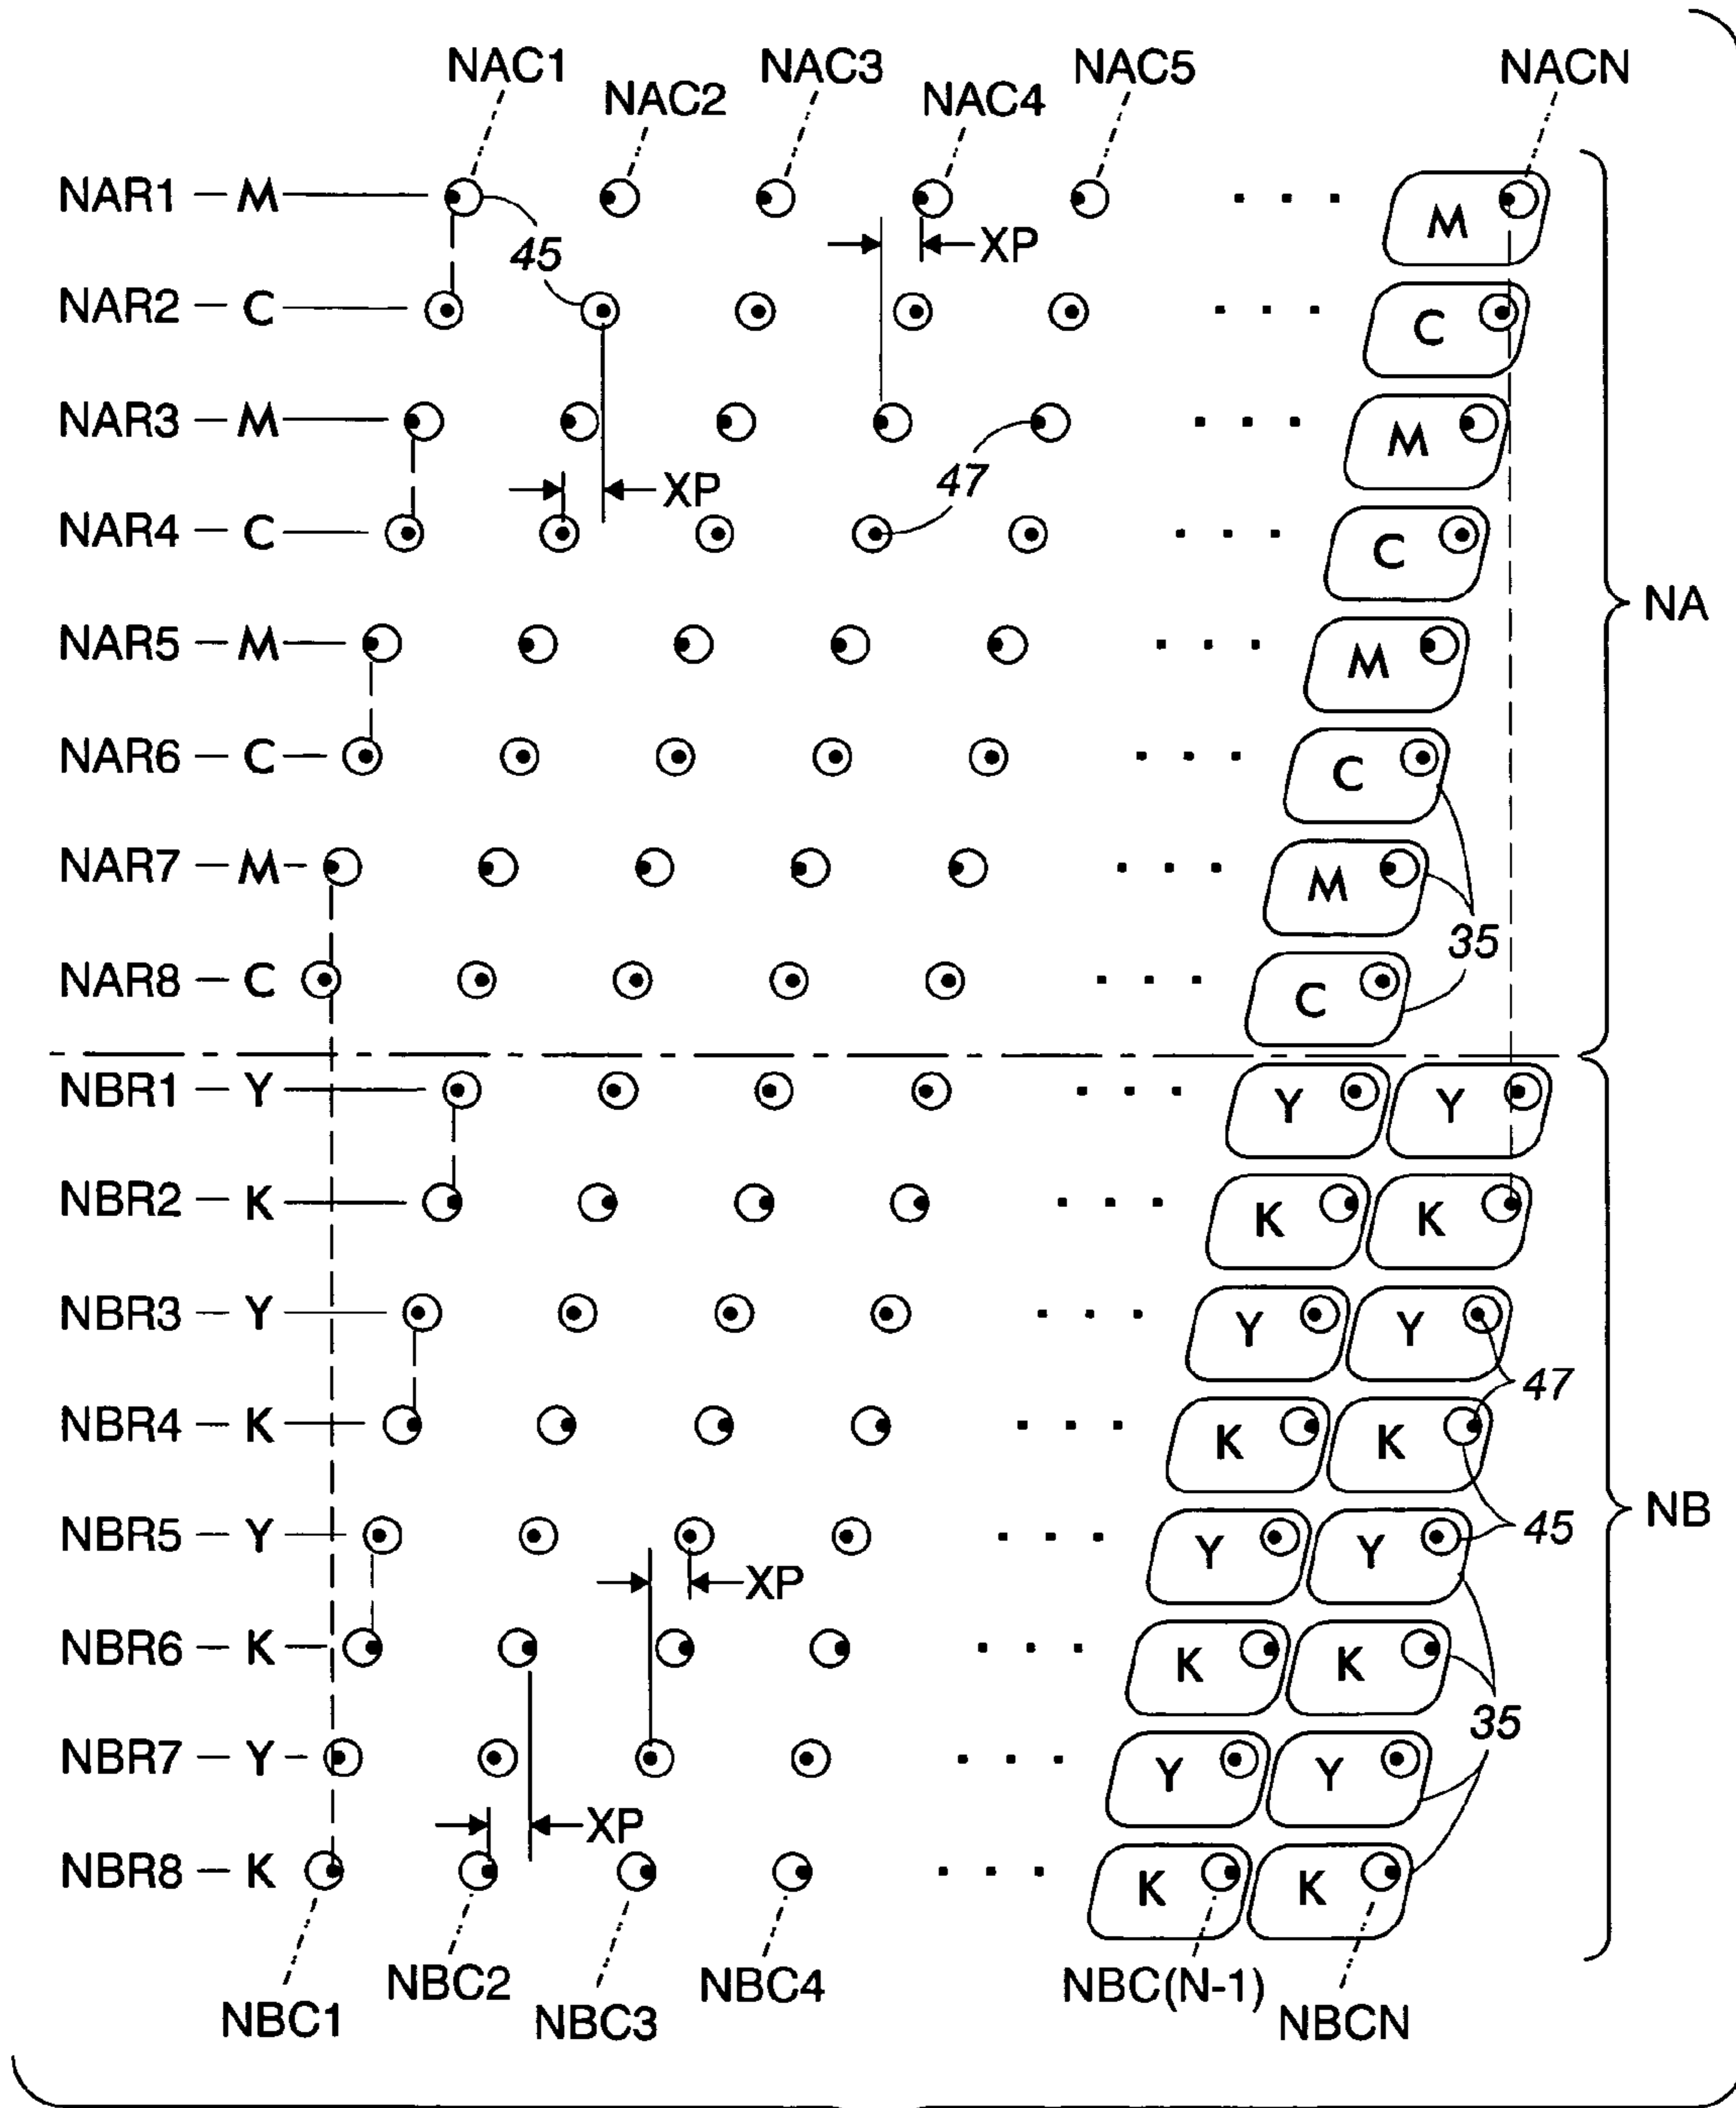 NAC1 NAC3 NAC5 NACN
NAC2 NAC4
NAR1 — M M
45 XP
NAR2 — C C
NAR3 — M M
XP 47
NAR4 — C C
NA
NAR5 — M M
NAR6 — C C
NAR7 — M M
35
NAR8 — C C
NBR1 — Y Y Y
NBR2 — K K K
NBR3 — Y Y Y
47
NBR4 — K K K
NB
NBR5 — Y Y Y 45
XP
NBR6 — K K K
35
NBR7 — Y Y Y
XP
NBR8 — K K K
NBC2 NBC4 NBC(N-1)
NBC1 NBC3 NBCN